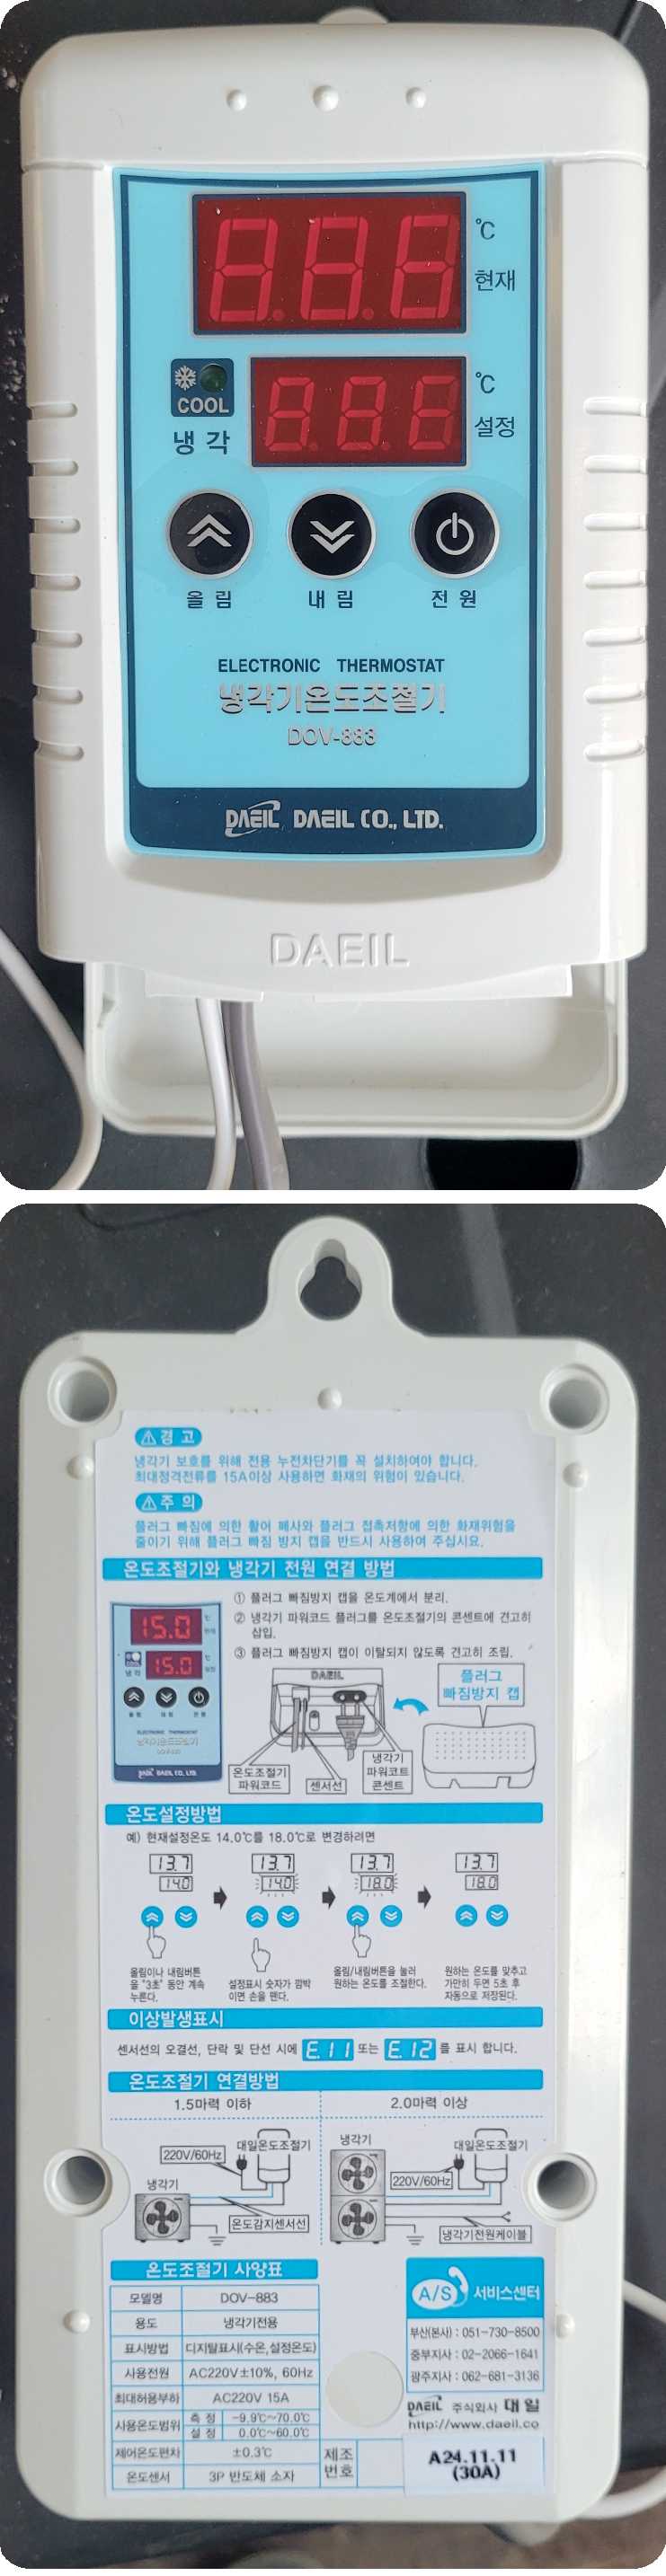 8.8.8
℃
현재
COOL
8.8.8
℃
설정
냉 각
올 림
내 림
전 원
ELECTRONIC THERMOSTAT
냉각기온도조절기
DOV-883
DAEIL DAEIL CO., LTD.
DAEIL
경 고
냉각기 보호를 위해 전용 누전차단기를 꼭 설치하여야 합니다.
최대정격전류를 15A이상 사용하면 화재의 위험이 있습니다.
주 의
플러그 빠짐에 의한 활어 폐사와 플러그 접촉저항에 의한 화재위험을
줄이기 위해 플러그 빠짐 방지 캡을 반드시 사용하여 주십시요.
온도조절기와 냉각기 전원 연결 방법
① 플러그 빠짐방지 캡을 온도계에서 분리.
② 냉각기 파워코드 플러그를 온도조절기의 콘센트에 견고히
삽입.
③ 플러그 빠짐방지 캡이 이탈되지 않도록 견고히 조립.
15.0
15.0
냉 각
ELECTRONIC THERMOSTAT
냉각기온도조절기
DAEIL DAEIL CO., LTD.
DAEIL
플러그
빠짐방지 캡
온도조절기
파워코드
센서선
냉각기
파워코트
콘센트
온도설정방법
예) 현재설정온도 14.0℃를 18.0℃로 변경하려면
13.7 13.7 13.7 13.7
14.0 14.0 18.0 18.0
올림이나 내림버튼
을 "3초" 동안 계속
누른다.
설정표시 숫자가 깜박
이면 손을 뗀다.
올림/내림버튼을 눌러
원하는 온도를 조절한다.
원하는 온도를 맞추고
가만히 두면 5초 후
자동으로 저장된다.
이상발생표시
센서선의 오결선, 단락 및 단선 시에 E.11 또는 E.12 를 표시 합니다.
온도조절기 연결방법
1.5마력 이하
2.0마력 이상
220V/60Hz
대일온도조절기
냉각기
온도감지센서선
냉각기
대일온도조절기
220V/60Hz
냉각기전원케이블
온도조절기 사양표
모델명 DOV-883
용도 냉각기전용
표시방법 디지탈표시(수온,설정온도)
사용전원 AC220V±10%, 60Hz
최대허용부하 AC220V 15A
사용온도범위 측 정 -9.9℃~70.0℃
설 정 0.0℃~60.0℃
제어온도편차 ±0.3℃
온도센서 3P 반도체 소자
A/S 서비스센터
부산(본사) : 051-730-8500
중부지사 : 02-2066-1641
광주지사 : 062-681-3136
DAEIL 주식회사 대 일
http://www.daeil.co
제조
번호
A24.11.11
(30A)